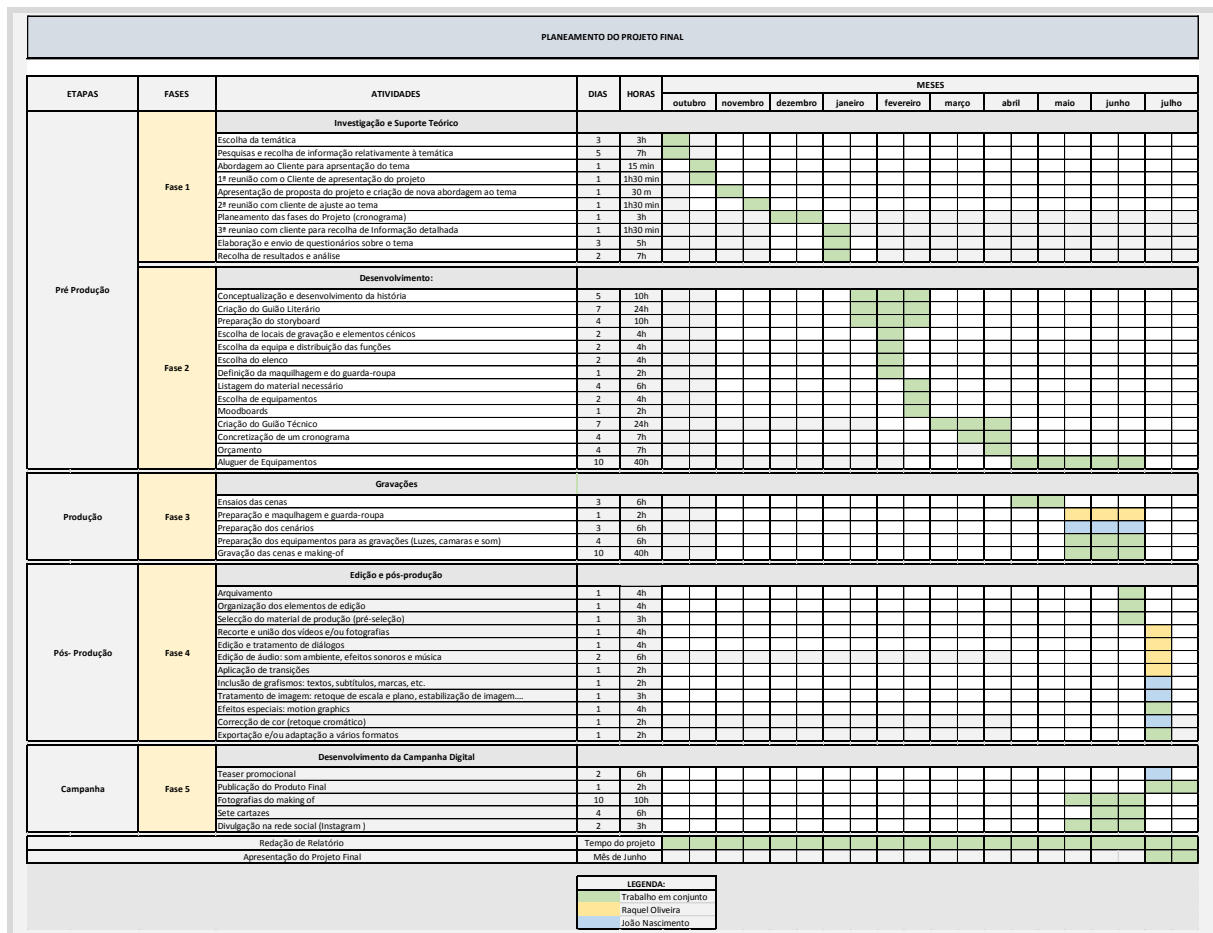 PLANEAMENTO DO PROJETO FINAL
ETAPAS FASES ATIVIDADES DIAS HORAS MESES
outubro novembro dezembro janeiro fevereiro março abril maio junho julho
Investigação e Suporte Teórico
Escolha da temática 3 3h
Pesquisas e recolha de informação relativamente à temática 5 7h
Abordagem ao Cliente para aprsentação do tema 1 15 min
Fase 1 1ª reunião com o Cliente de apresentação do projeto 1 1h30 min
Apresentação de proposta do projeto e criação de nova abordagem ao tema 1 30 m
2ª reunião com cliente de ajuste ao tema 1 1h30 min
Planeamento das fases do Projeto (cronograma) 1 3h
3ª reuniao com cliente para recolha de Informação detalhada 1 1h30 min
Elaboração e envio de questionários sobre o tema 3 5h
Recolha de resultados e análise 2 7h
Desenvolvimento:
Pré Produção
Conceptualização e desenvolvimento da história 5 10h
Criação do Guião Literário 7 24h
Preparação do storyboard 4 10h
Escolha de locais de gravação e elementos cénicos 2 4h
Escolha da equipa e distribuição das funções 2 4h
Escolha do elenco 2 4h
Fase 2 Definição da maquilhagem e do guarda-roupa 1 2h
Listagem do material necessário 4 6h
Escolha de equipamentos 2 4h
Moodboards 1 2h
Criação do Guião Técnico 7 24h
Concretização de um cronograma 4 7h
Orçamento 4 7h
Aluguer de Equipamentos 10 40h
Gravações
Ensaios das cenas 3 6h
Produção Fase 3 Preparação e maqulhagem e guarda-roupa 1 2h
Preparação dos cenários 3 6h
Preparação dos equipamentos para as gravações (Luzes, camaras e som) 4 6h
Gravação das cenas e making-of 10 40h
Edição e pós-produção
Arquivamento 1 4h
Organização dos elementos de edição 1 4h
Selecção do material de produção (pré-seleção) 1 3h
Recorte e união dos vídeos e/ou fotografias 1 4h
Edição e tratamento de diálogos 1 4h
Pós- Produção Fase 4 Edição de áudio: som ambiente, efeitos sonoros e música 2 6h
Aplicação de transições 1 2h
Inclusão de grafismos: textos, subtítulos, marcas, etc. 1 2h
Tratamento de imagem: retoque de escala e plano, estabilização de imagem.... 1 3h
Efeitos especiais: motion graphics 1 4h
Correcção de cor (retoque cromático) 1 2h
Exportação e/ou adaptação a vários formatos 1 2h
Desenvolvimento da Campanha Digital
Teaser promocional 2 6h
Campanha Fase 5 Publicação do Produto Final 1 2h
Fotografias do making of 10 10h
Sete cartazes 4 6h
Divulgação na rede social (Instagram ) 2 3h
Redação de Relatório Tempo do projeto
Apresentação do Projeto Final Mês de Junho
LEGENDA:
Trabalho em conjunto
Raquel Oliveira
João Nascimento